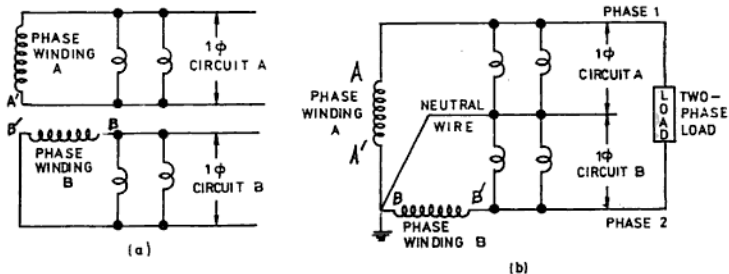 PHASE
WINDING
A
A'
1ϕ
CIRCUIT A
B'
B
PHASE
WINDING
B
1ϕ
CIRCUIT B
(a)
PHASE 1
A
PHASE
WINDING
A
A'
NEUTRAL
WIRE
1ϕ
CIRCUIT A
LOAD
TWO-
PHASE
LOAD
1ϕ
CIRCUIT B
B
B'
PHASE 2
PHASE
WINDING B
(b)